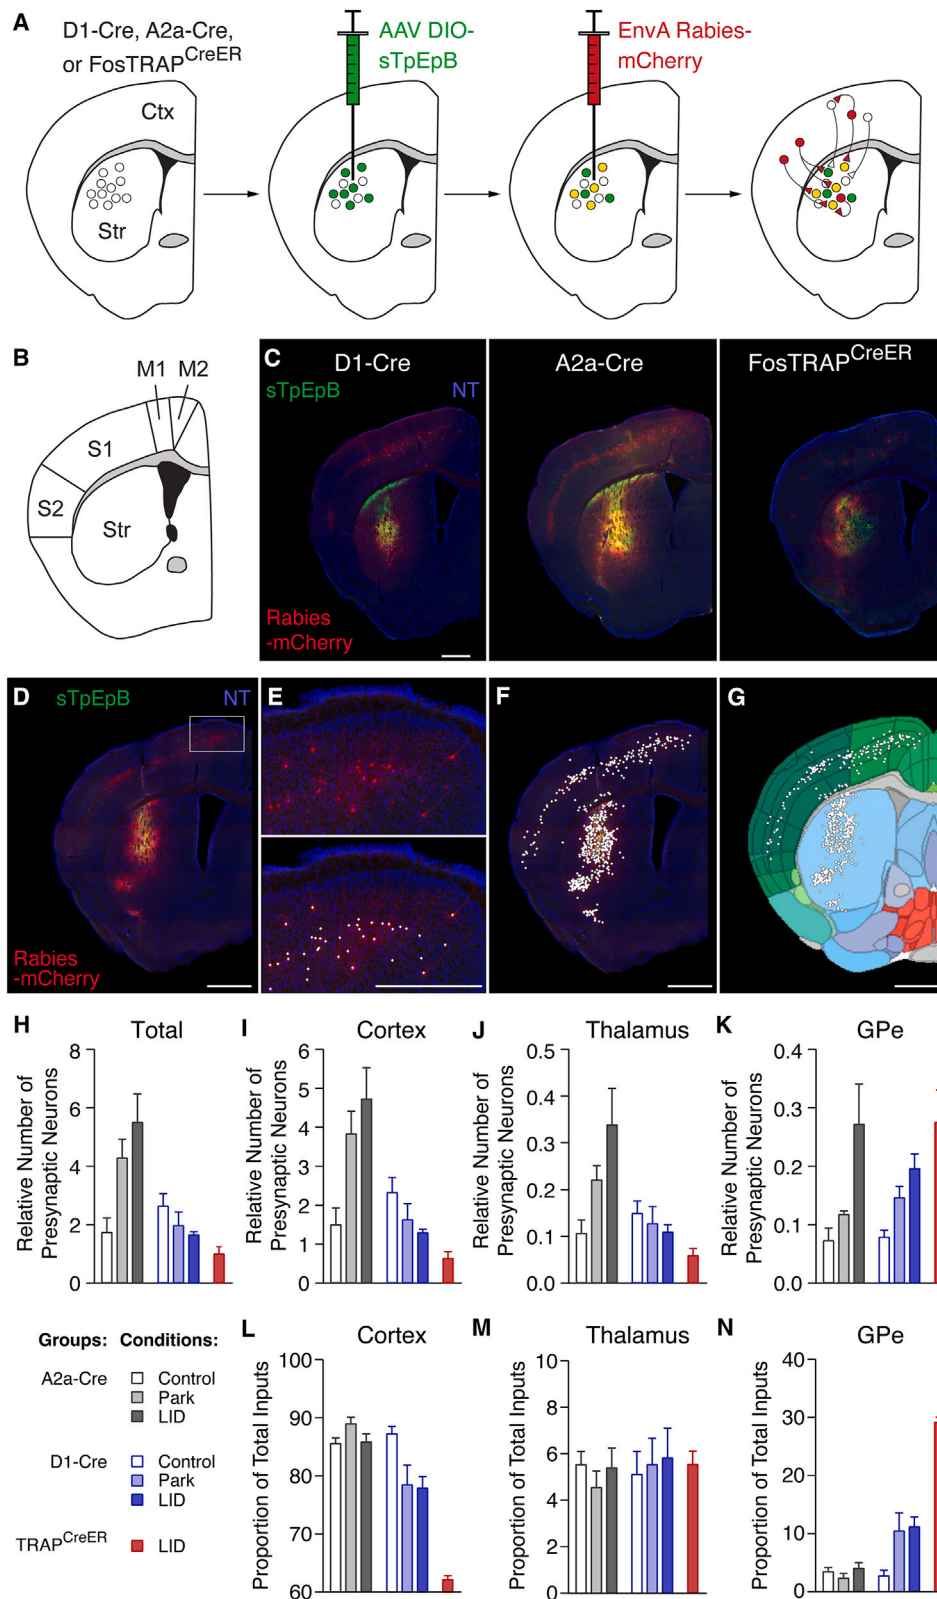 A
D1-Cre, A2a-Cre,
or FosTRAPCreER
AAV DIO-
sTpEpB
EnvA Rabies-
mCherry
Ctx
Str
B
M1 M2
S1
S2
Str
C
D1-Cre
A2a-Cre
FosTRAPCreER
sTpEpB
NT
Rabies
-mCherry
D
sTpEpB
NT
E
F
G
Rabies
-mCherry
H
Total
Relative Number of
Presynaptic Neurons
8
6
4
2
0
I
Cortex
Relative Number of
Presynaptic Neurons
6
5
4
3
2
1
0
J
Thalamus
Relative Number of
Presynaptic Neurons
0.5
0.4
0.3
0.2
0.1
0.0
K
GPe
Relative Number of
Presynaptic Neurons
0.4
0.3
0.2
0.1
0.0
Groups: Conditions:
A2a-Cre
Control
Park
LID
D1-Cre
Control
Park
LID
TRAPCreER
LID
L
Cortex
Proportion of Total Inputs
100
90
80
70
60
M
Thalamus
Proportion of Total Inputs
10
8
6
4
2
0
N
GPe
Proportion of Total Inputs
40
30
20
10
0